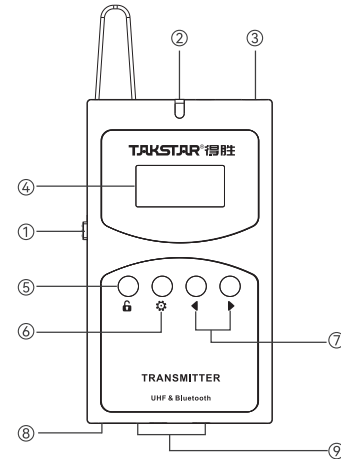 ② ③
TAKSTAR®得胜
④
①
⑤
⑥ ⑦
TRANSMITTER
UHF & Bluetooth
⑧ ⑨